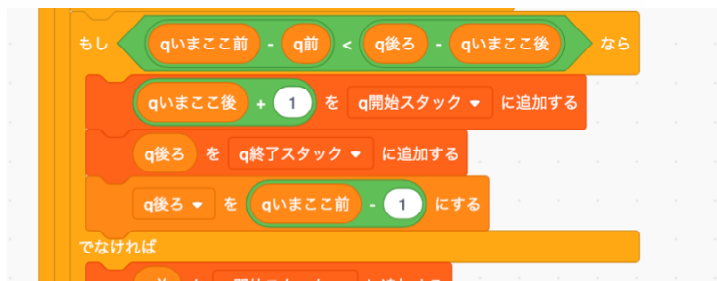 もし qいまここ前 - q前 < q後ろ - qいまここ後 なら
qいまここ後 + 1 を q開始スタック に追加する
q後ろ を q終了スタック に追加する
q後ろ を qいまここ前 - 1 にする
でなければ